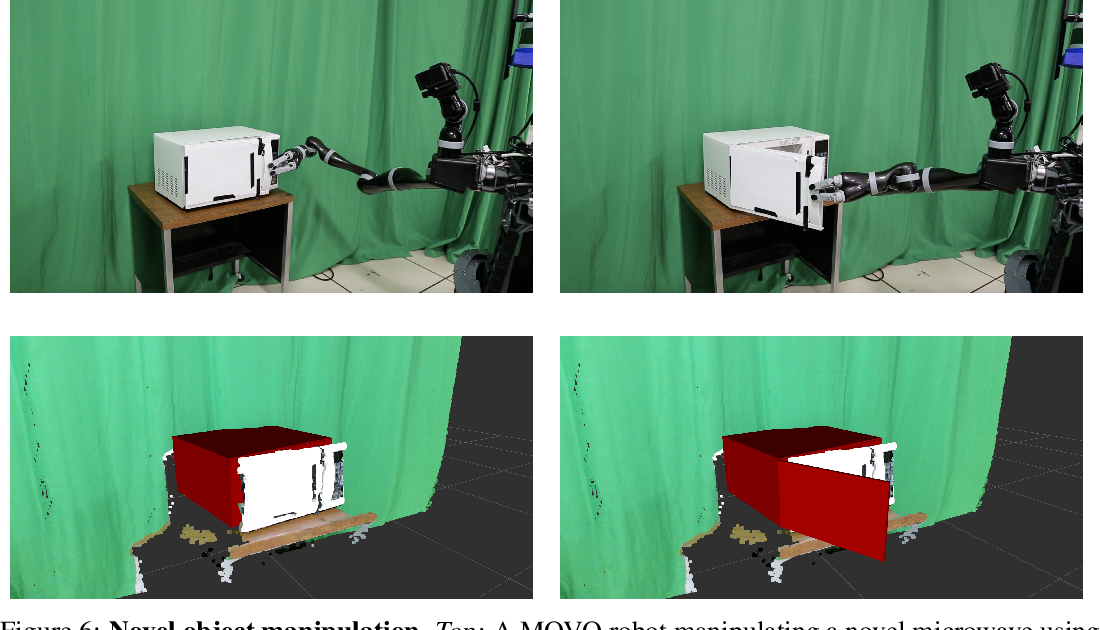 Figure 6: Novel object manipulation. Top: A MOVO robot manipulating a novel microwave using